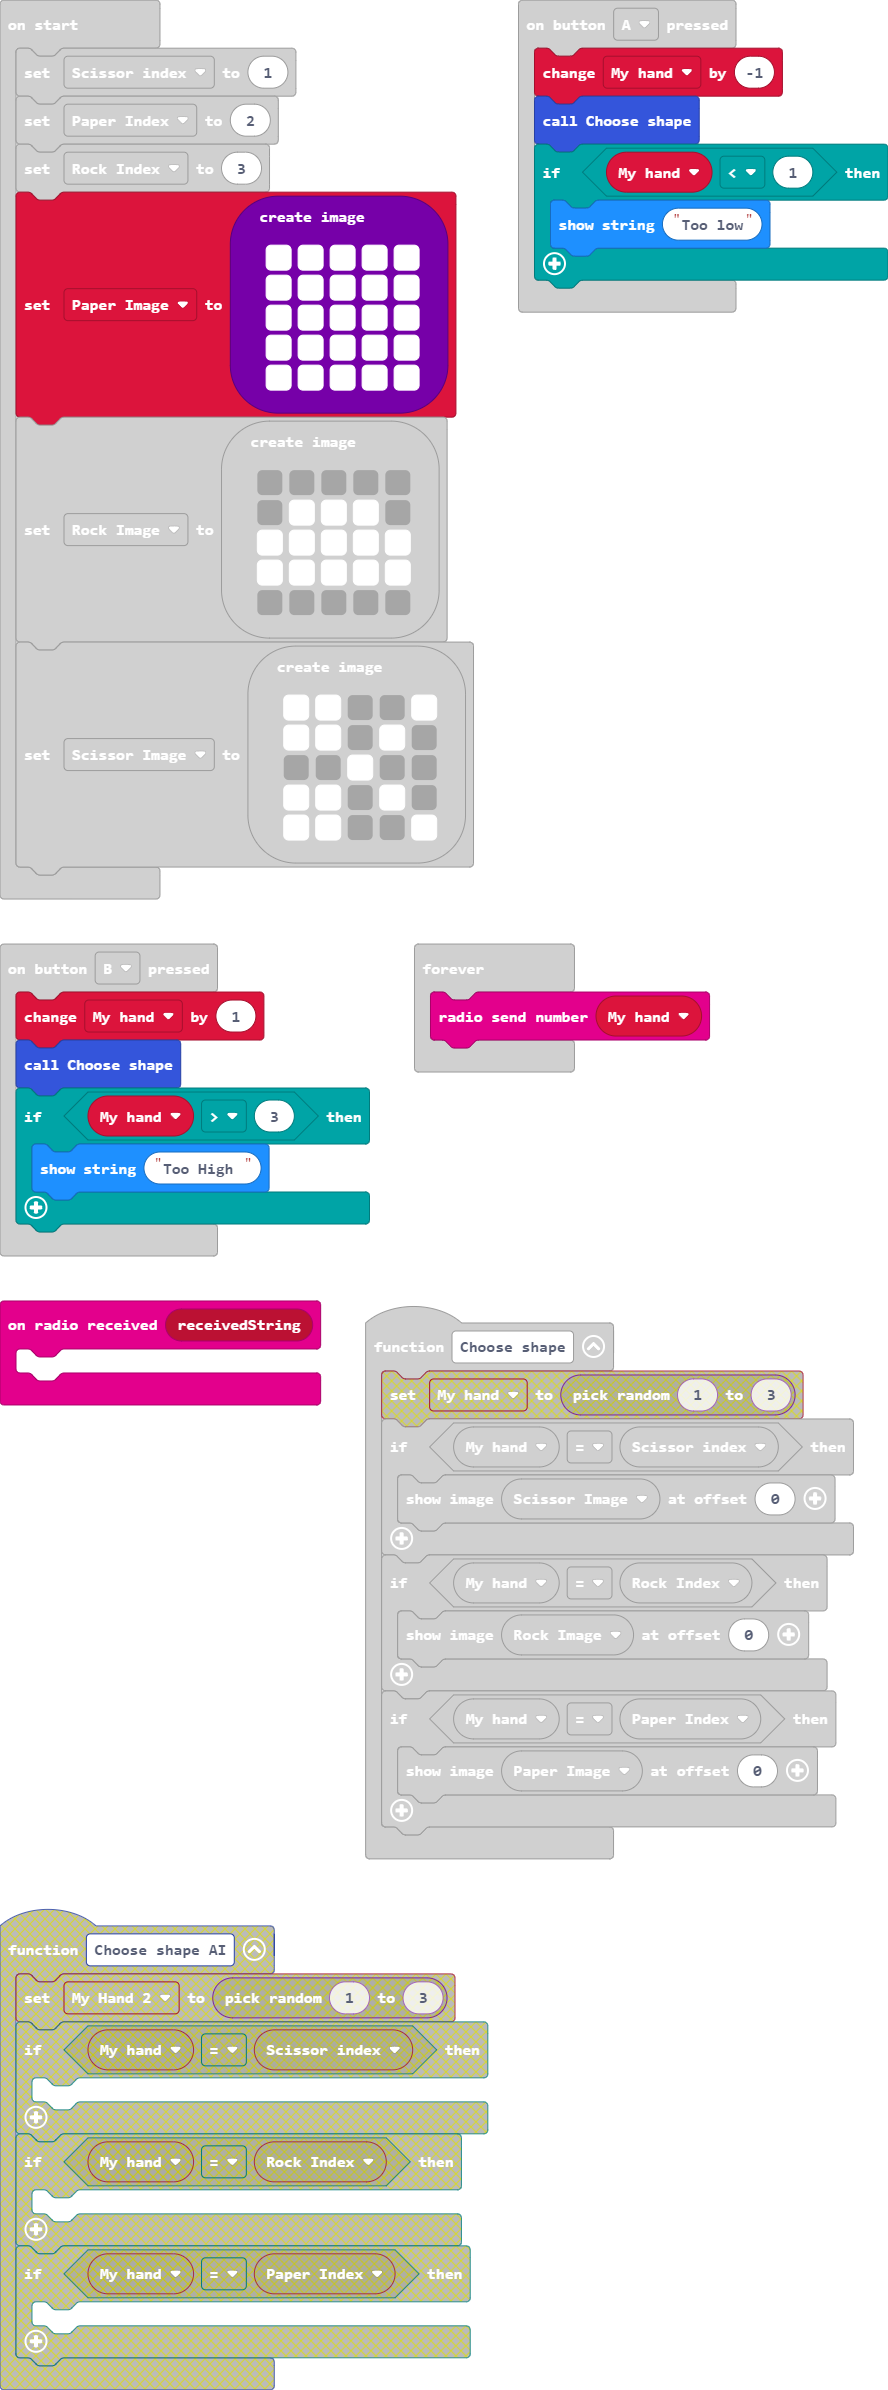 on start
set Scissor index to 1
set Paper Index to 2
set Rock Index to 3
create image
set Paper Image to
create image
set Rock Image to
create image
set Scissor Image to
on button A pressed
change My hand by -1
call Choose shape
if My hand < 1 then
show string "Too low"
on button B pressed
change My hand by 1
call Choose shape
if My hand > 3 then
show string "Too High "
forever
radio send number My hand
on radio received receivedString
function Choose shape
set My hand to pick random 1 to 3
if My hand = Scissor index then
show image Scissor Image at offset 0
if My hand = Rock Index then
show image Rock Image at offset 0
if My hand = Paper Index then
show image Paper Image at offset 0
function Choose shape AI
set My Hand 2 to pick random 1 to 3
if My hand = Scissor index then
if My hand = Rock Index then
if My hand = Paper Index then